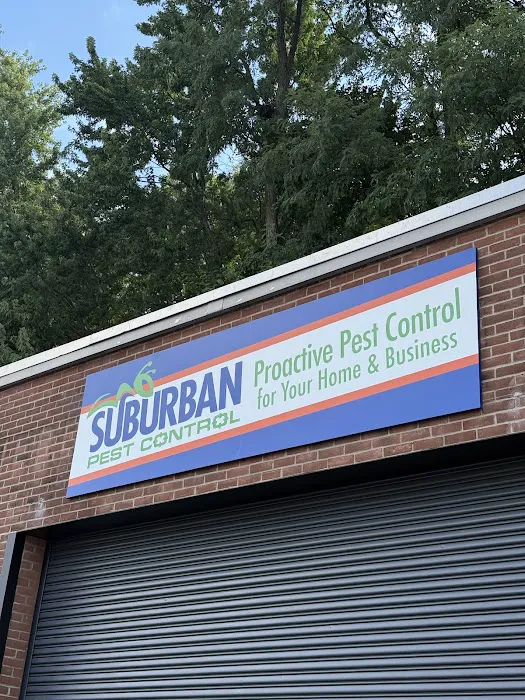 SUBURBAN
PEST CONTROL
Proactive Pest Control
for Your Home & Business